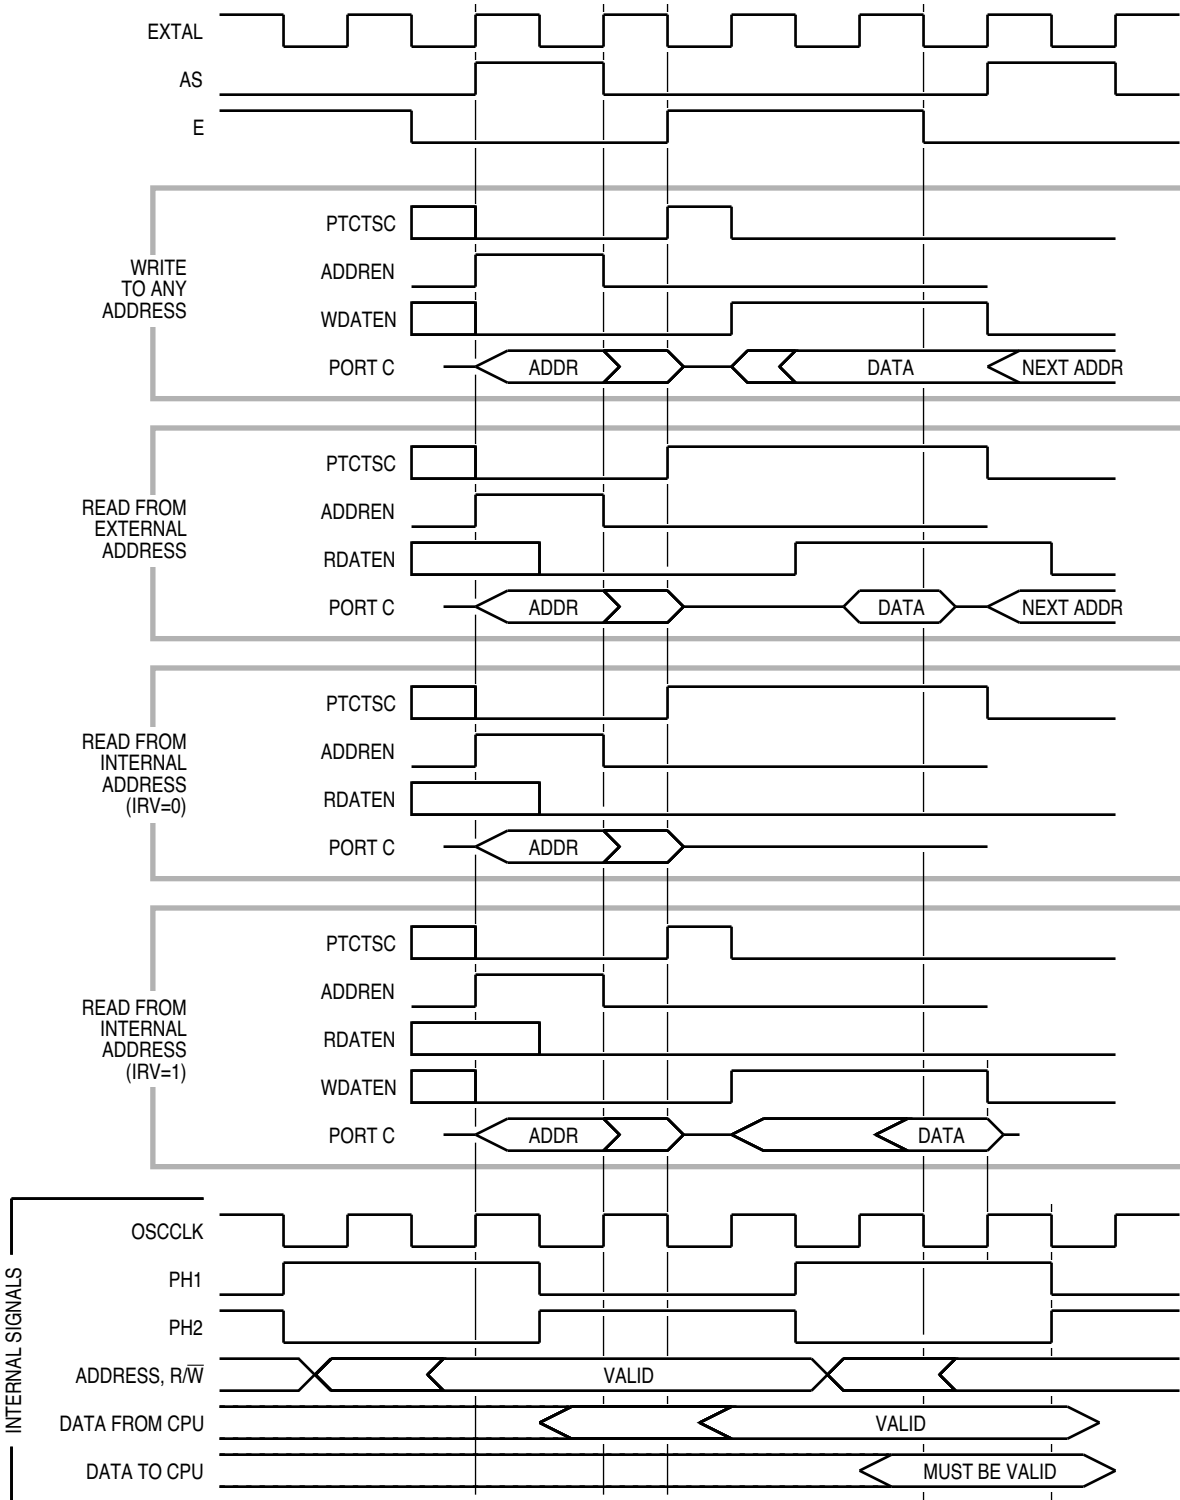 EXTAL
AS
E
WRITE
TO ANY
ADDRESS
PTCTSC
ADDREN
WDATEN
PORT C
ADDR
DATA
NEXT ADDR
READ FROM
EXTERNAL
ADDRESS
PTCTSC
ADDREN
RDATEN
PORT C
ADDR
DATA
NEXT ADDR
READ FROM
INTERNAL
ADDRESS
(IRV=0)
PTCTSC
ADDREN
RDATEN
PORT C
ADDR
READ FROM
INTERNAL
ADDRESS
(IRV=1)
PTCTSC
ADDREN
RDATEN
WDATEN
PORT C
ADDR
DATA
INTERNAL SIGNALS
OSCCLK
PH1
PH2
ADDRESS, R/W̅
VALID
DATA FROM CPU
VALID
DATA TO CPU
MUST BE VALID